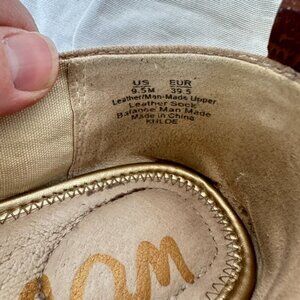 US EUR
9.5M 39.5
Leather/Man-Made Upper
Leather Sock
Balance Man Made
Made in China
KHLOE